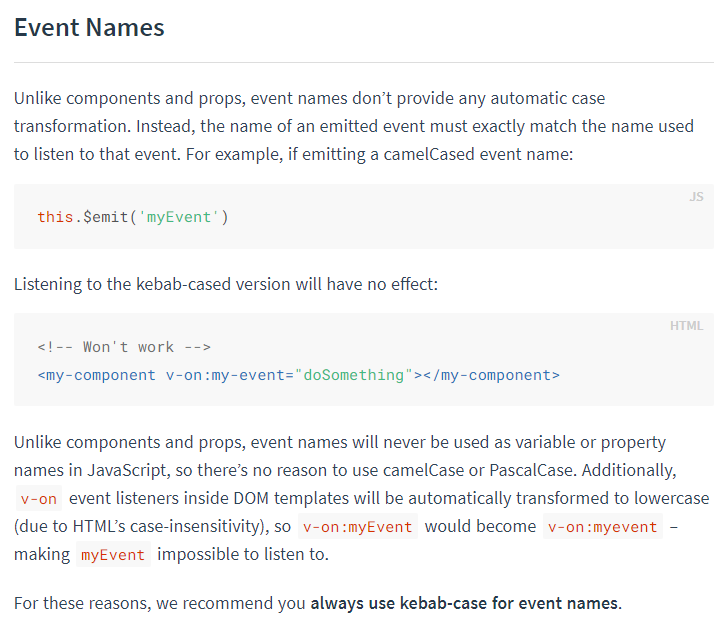 Event Names
Unlike components and props, event names don’t provide any automatic case
transformation. Instead, the name of an emitted event must exactly match the name used
to listen to that event. For example, if emitting a camelCased event name:
JS
this.$emit('myEvent')
Listening to the kebab-cased version will have no effect:
HTML
<!-- Won't work -->
<my-component v-on:my-event="doSomething"></my-component>
Unlike components and props, event names will never be used as variable or property
names in JavaScript, so there’s no reason to use camelCase or PascalCase. Additionally,
v-on event listeners inside DOM templates will be automatically transformed to lowercase
(due to HTML’s case-insensitivity), so v-on:myEvent would become v-on:myevent –
making myEvent impossible to listen to.
For these reasons, we recommend you always use kebab-case for event names.